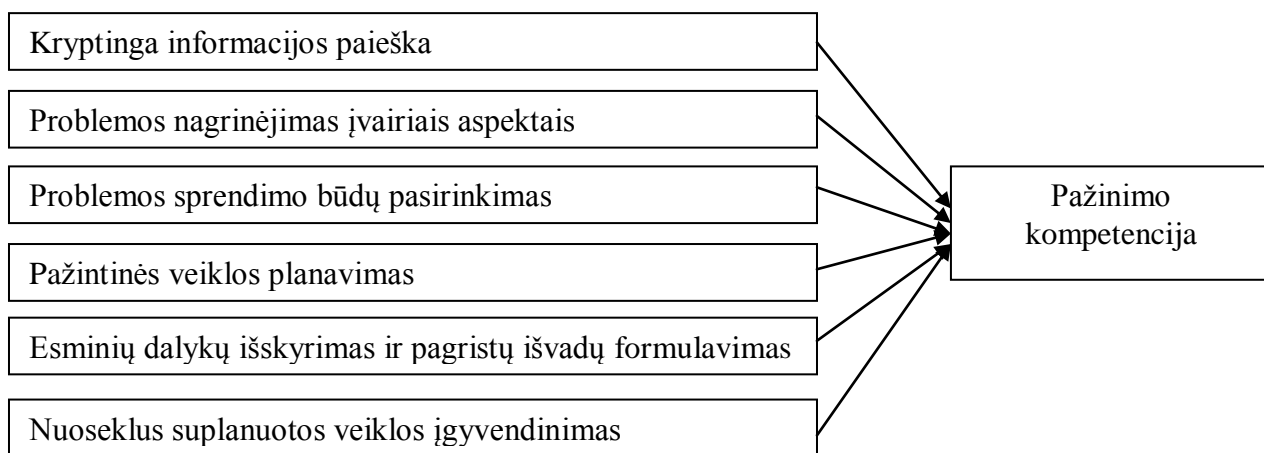 Kryptinga informacijos paieška
Problemos nagrinėjimas įvairiais aspektais
Problemos sprendimo būdų pasirinkimas
Pažintinės veiklos planavimas
Esminių dalykų išskyrimas ir pagristų išvadų formulavimas
Nuoseklus suplanuotos veiklos įgyvendinimas
Pažinimo
kompetencija